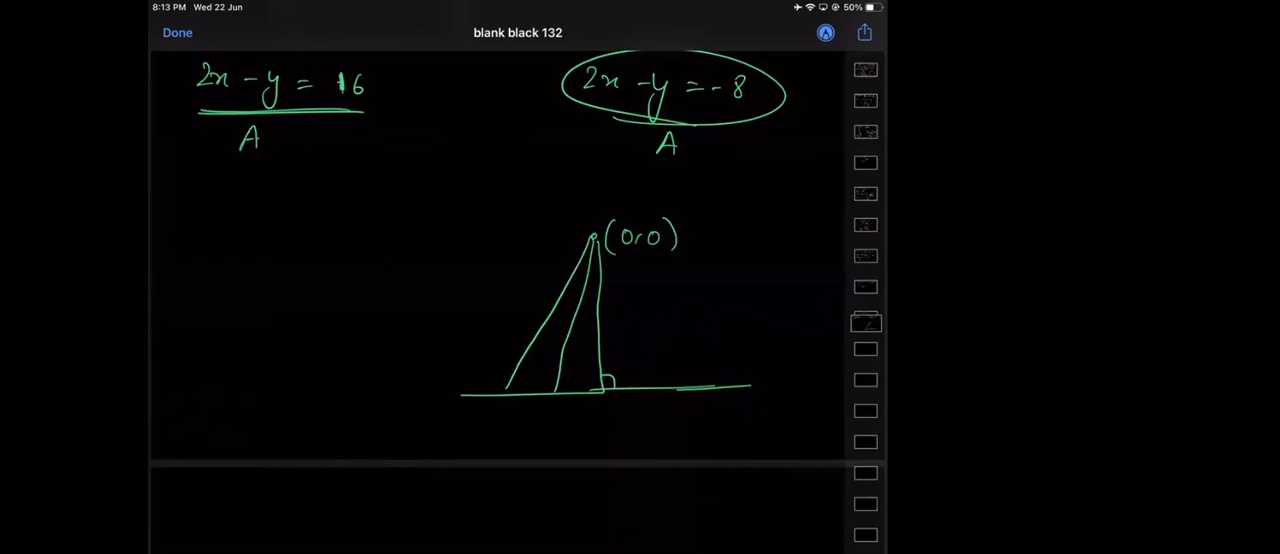 8:13 PM Wed 22 Jun 50%
Done blank black 132
2x - y = 16 2x - y = - 8
A A
(0,0)